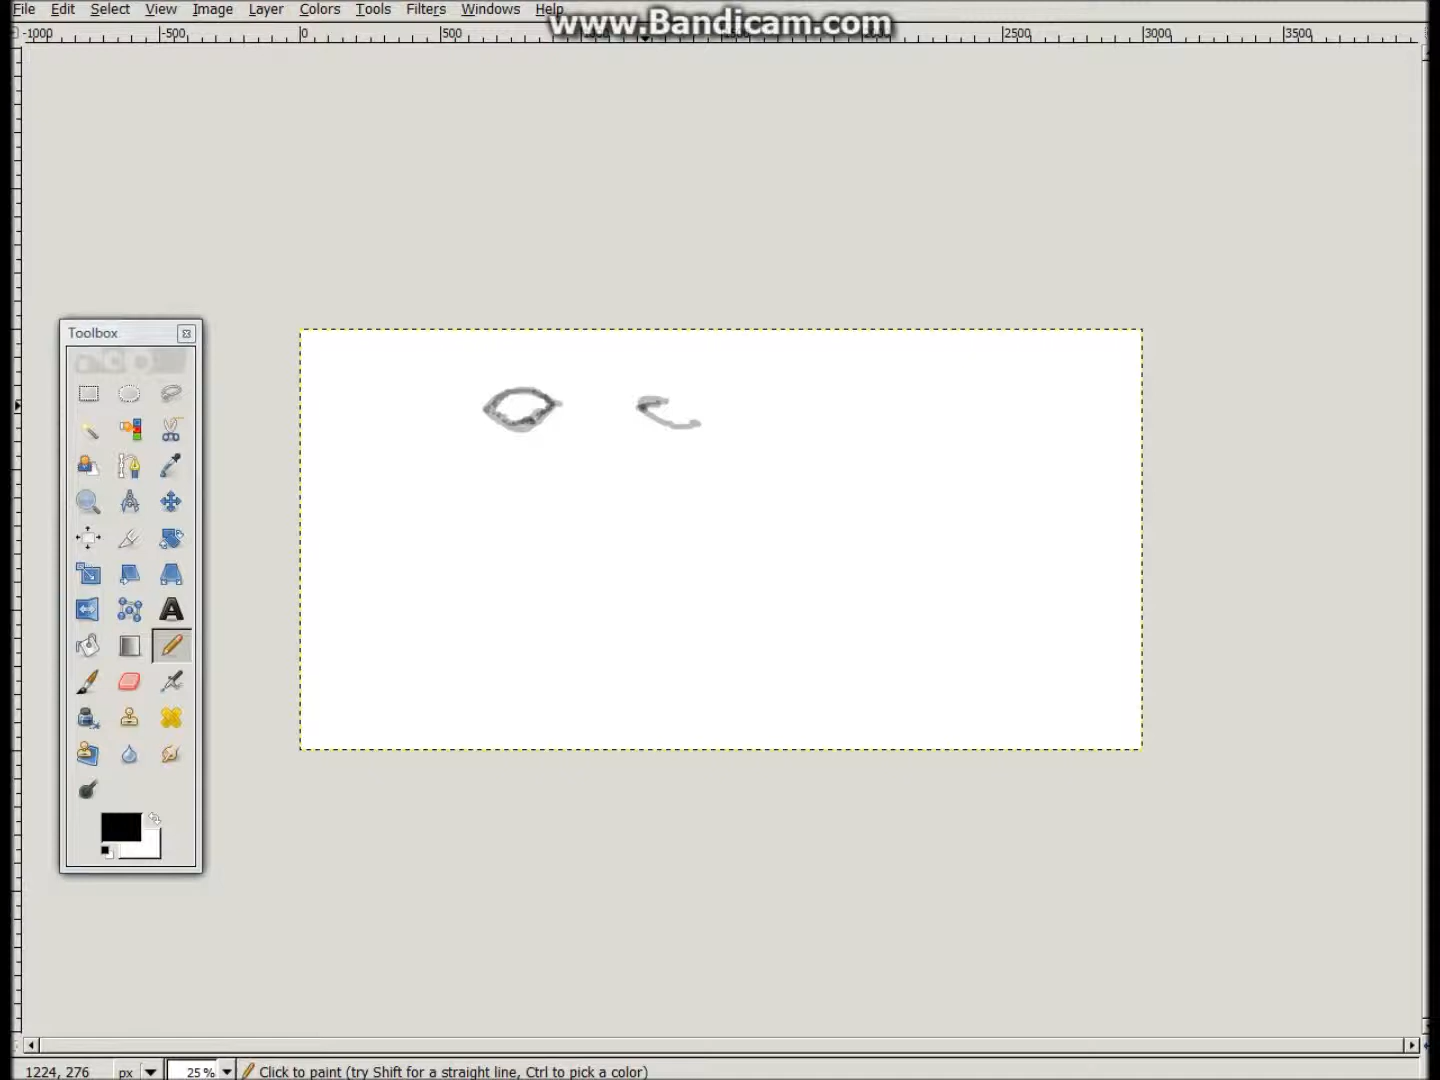 File Edit Select View Image Layer Colors Tools Filters Windows Help
www.Bandicam.com
-1000 -500 0 500 2500 3000 3500
Toolbox
1224, 276 px 25 % Click to paint (try Shift for a straight line, Ctrl to pick a color)